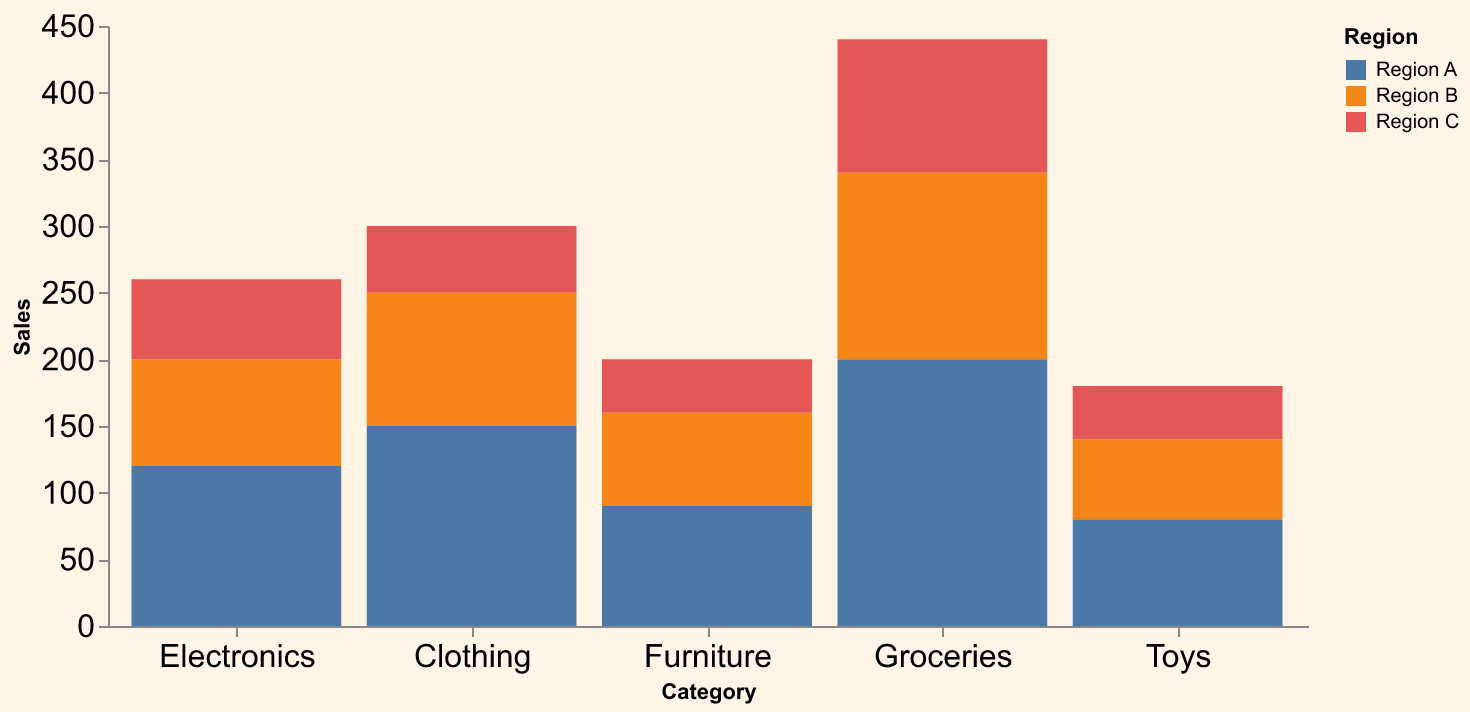 450
400
350
300
250
200
150
100
50
0
Sales
Electronics Clothing Furniture Groceries Toys
Category
Region
Region A
Region B
Region C